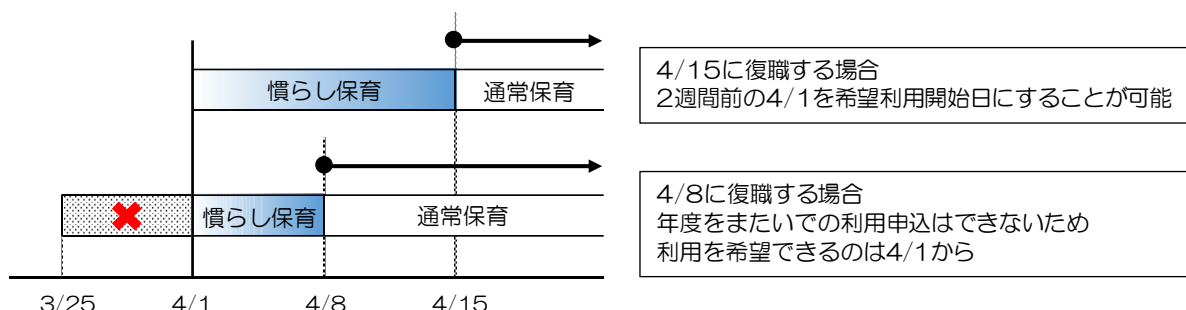 慣らし保育
通常保育
4/15に復職する場合
2週間前の4/1を希望利用開始日にすることが可能
慣らし保育
通常保育
4/8に復職する場合
年度をまたいでの利用申込はできないため
利用を希望できるのは4/1から
3/25
4/1
4/8
4/15